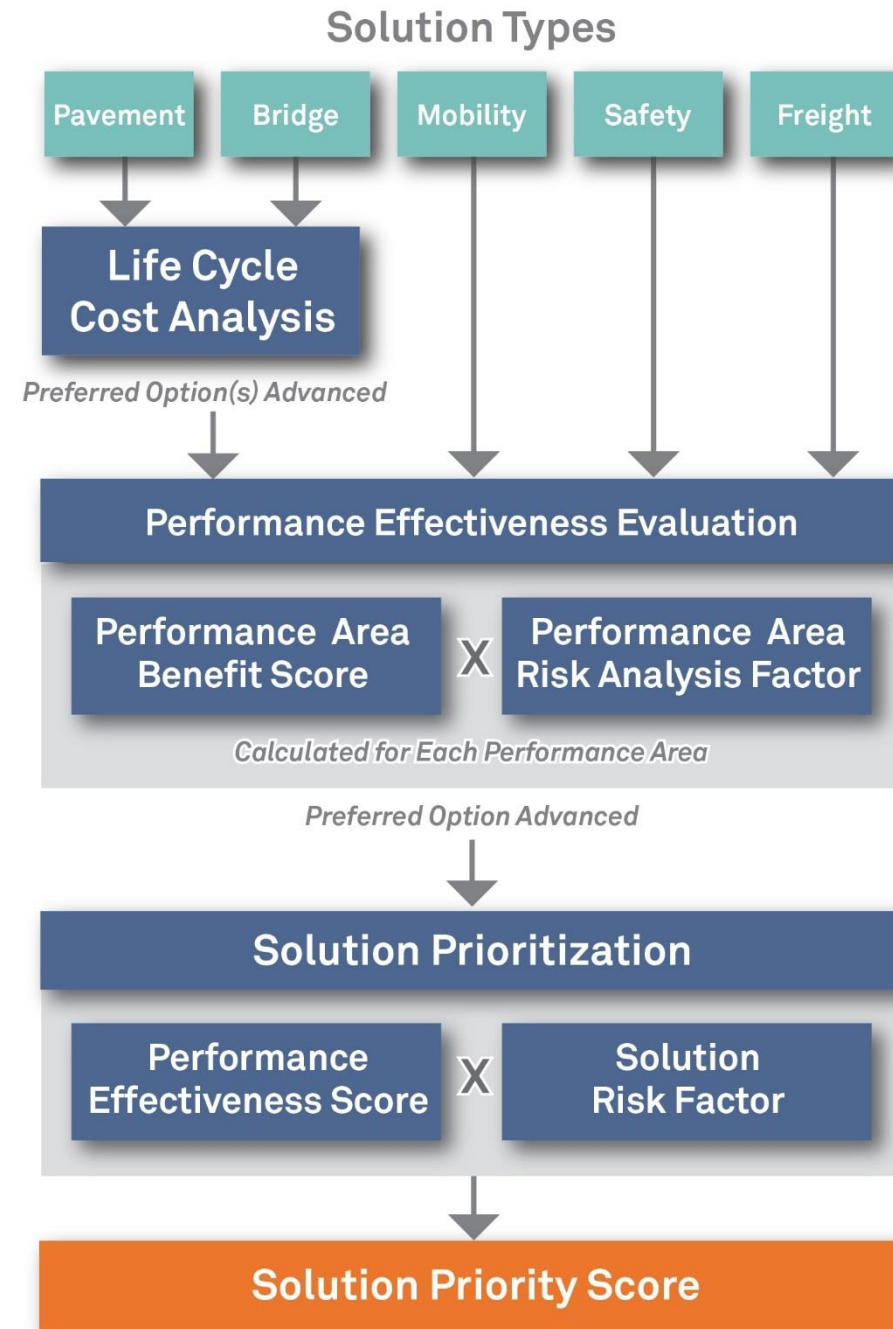 Solution Types
Pavement
Bridge
Mobility
Safety
Freight
Life Cycle
Cost Analysis
Preferred Option(s) Advanced
Performance Effectiveness Evaluation
Performance Area
Benefit Score
X
Performance Area
Risk Analysis Factor
Calculated for Each Performance Area
Preferred Option Advanced
Solution Prioritization
Performance
Effectiveness Score
X
Solution
Risk Factor
Solution Priority Score